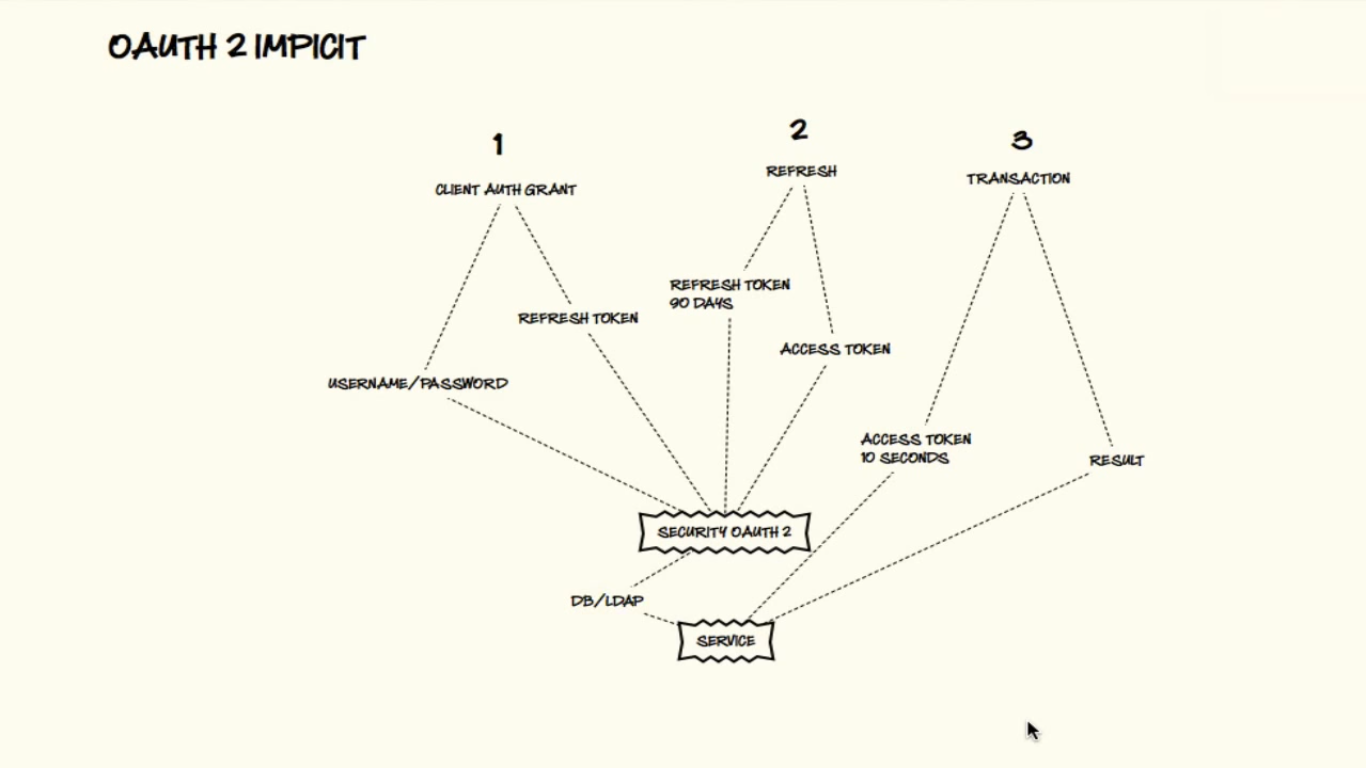 OAUTH 2 IMPICIT
1
2
3
CLIENT AUTH GRANT
REFRESH
TRANSACTION
REFRESH TOKEN
90 DAYS
REFRESH TOKEN
ACCESS TOKEN
USERNAME/PASSWORD
ACCESS TOKEN
10 SECONDS
RESULT
SECURITY OAUTH 2
DB/LDAP
SERVICE